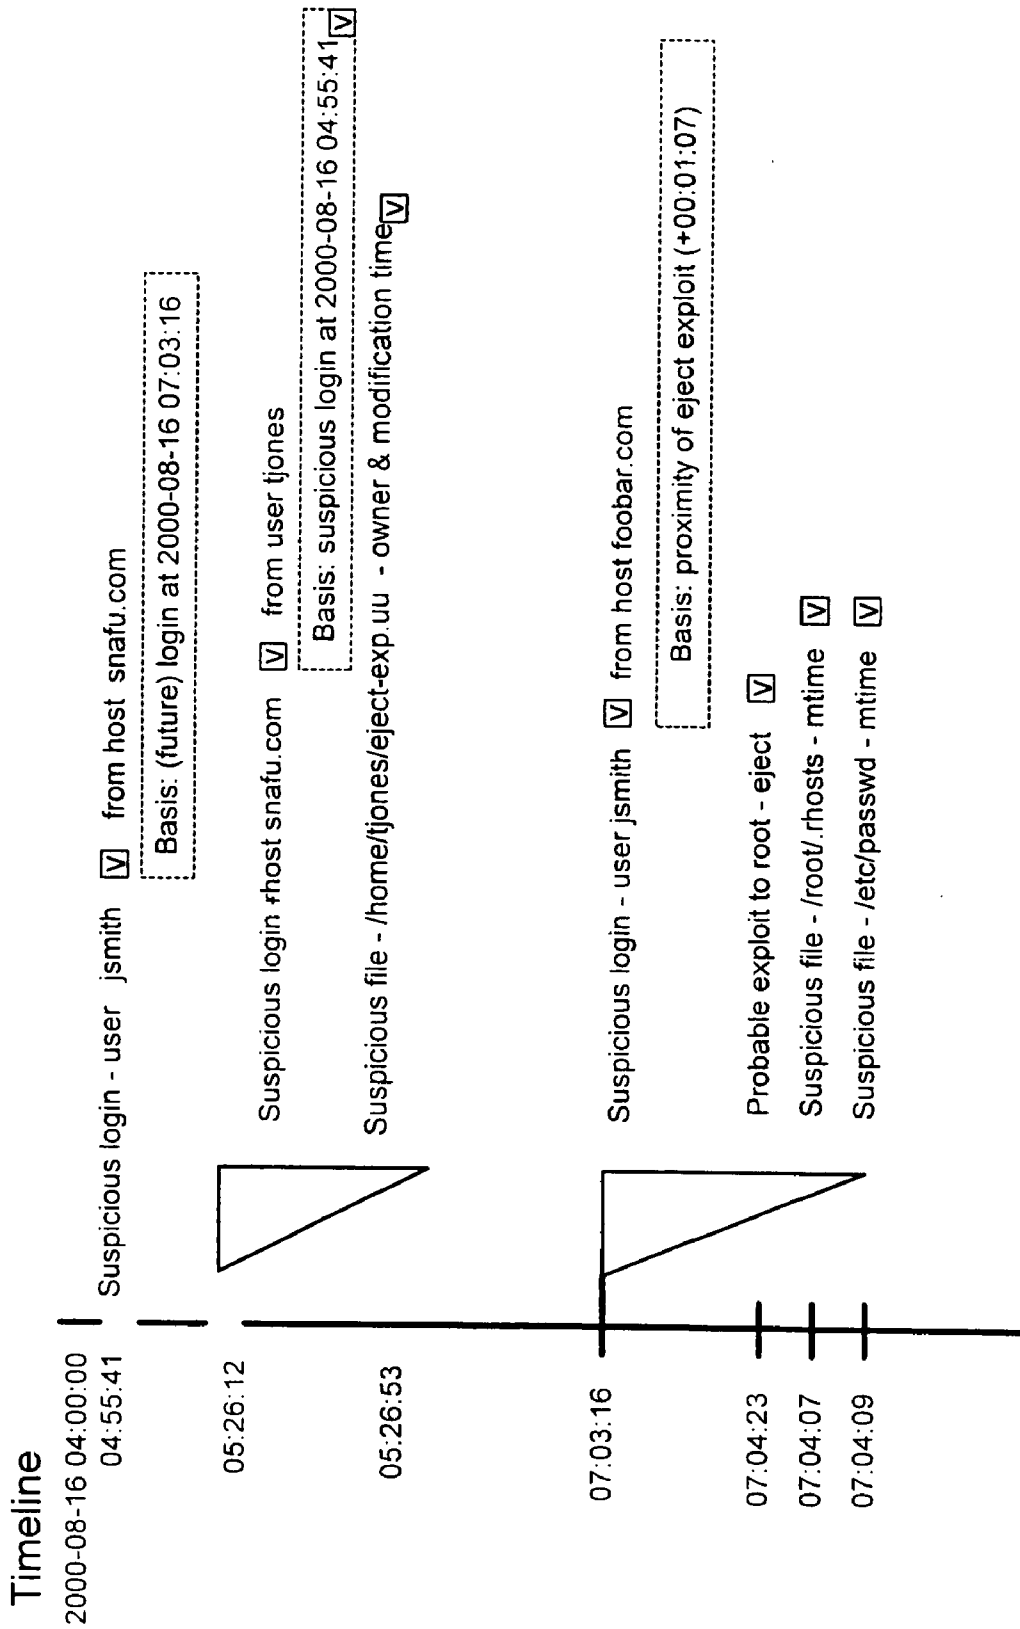 Timeline
2000-08-16 04:00:00
04:55:41 Suspicious login - user jsmith V from host snafu.com
Basis: (future) login at 2000-08-16 07:03:16
05:26:12 Suspicious login rhost snafu.com V from user tjones
Basis: suspicious login at 2000-08-16 04:55:41 V
05:26:53 Suspicious file - /home/tjones/eject-exp.uu - owner & modification time V
07:03:16 Suspicious login - user jsmith V from host foobar.com
Basis: proximity of eject exploit (+00:01:07)
07:04:23 Probable exploit to root - eject V
07:04:07 Suspicious file - /root/.rhosts - mtime V
07:04:09 Suspicious file - /etc/passwd - mtime V